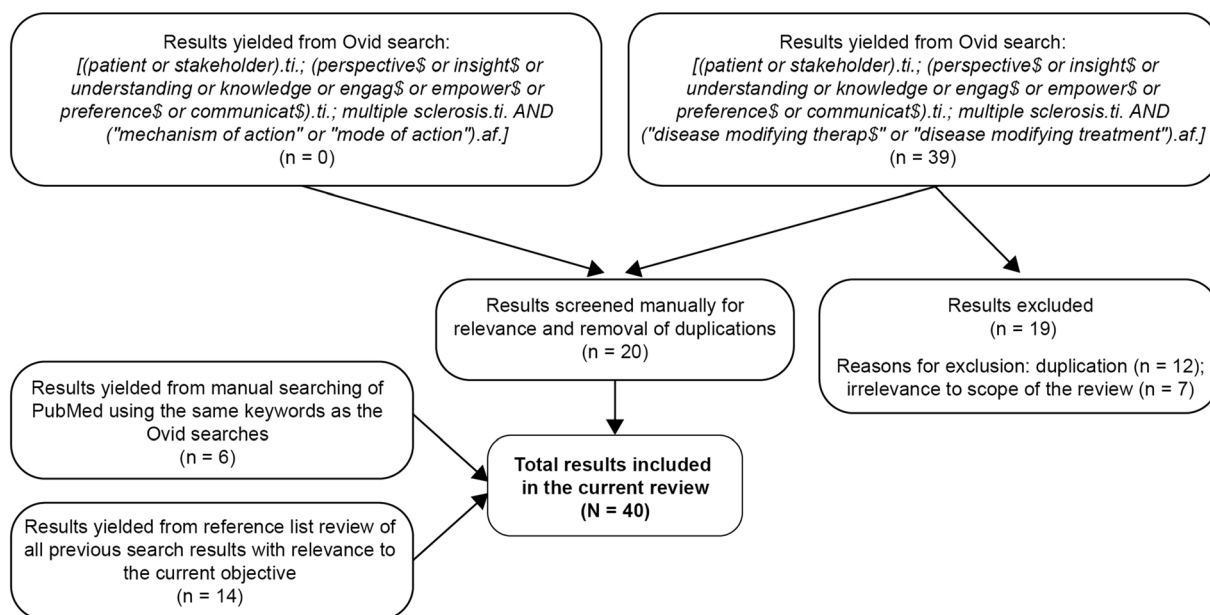 Results yielded from Ovid search:
[(patient or stakeholder).ti.; (perspective$ or insight$ or
understanding or knowledge or engag$ or empower$ or
preference$ or communicat$).ti.; multiple sclerosis.ti. AND
("mechanism of action" or "mode of action").af.]
(n = 0)
Results yielded from Ovid search:
[(patient or stakeholder).ti.; (perspective$ or insight$ or
understanding or knowledge or engag$ or empower$ or
preference$ or communicat$).ti.; multiple sclerosis.ti. AND
("disease modifying therap$" or "disease modifying treatment").af.]
(n = 39)
Results screened manually for
relevance and removal of duplications
(n = 20)
Results excluded
(n = 19)
Reasons for exclusion: duplication (n = 12);
irrelevance to scope of the review (n = 7)
Results yielded from manual searching of
PubMed using the same keywords as the
Ovid searches
(n = 6)
Total results included
in the current review
(N = 40)
Results yielded from reference list review of
all previous search results with relevance to
the current objective
(n = 14)